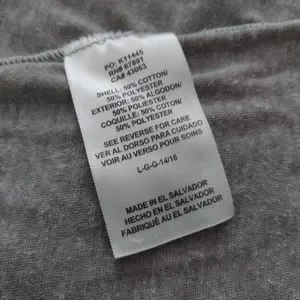 PO: K11445
RN# 67891
CA# 43063
SHELL: 50% COTTON/
50% POLYESTER
EXTERIOR: 50% ALGODON/
50% POLIESTER
COQUILLE: 50% COTON/
50% POLYESTER
SEE REVERSE FOR CARE
VER AL DORSO PARA CUIDADO
VOIR AU VERSO POUR SOINS
L-G-G-14/16
MADE IN EL SALVADOR
HECHO EN EL SALVADOR
FABRIQUÉ AU EL SALVADOR